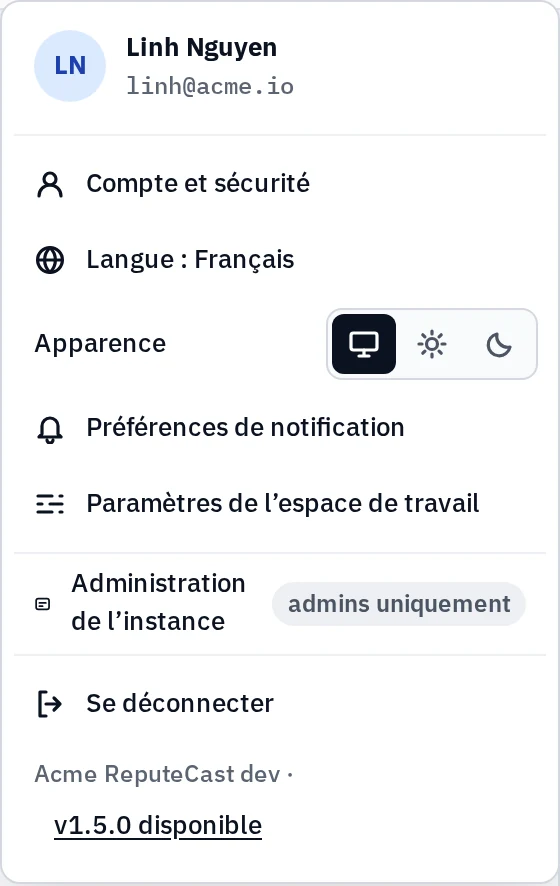 LN
Linh Nguyen
linh@acme.io
Compte et sécurité
Langue : Français
Apparence
Préférences de notification
Paramètres de l’espace de travail
Administration
de l’instance
admins uniquement
Se déconnecter
Acme ReputeCast dev ·
v1.5.0 disponible